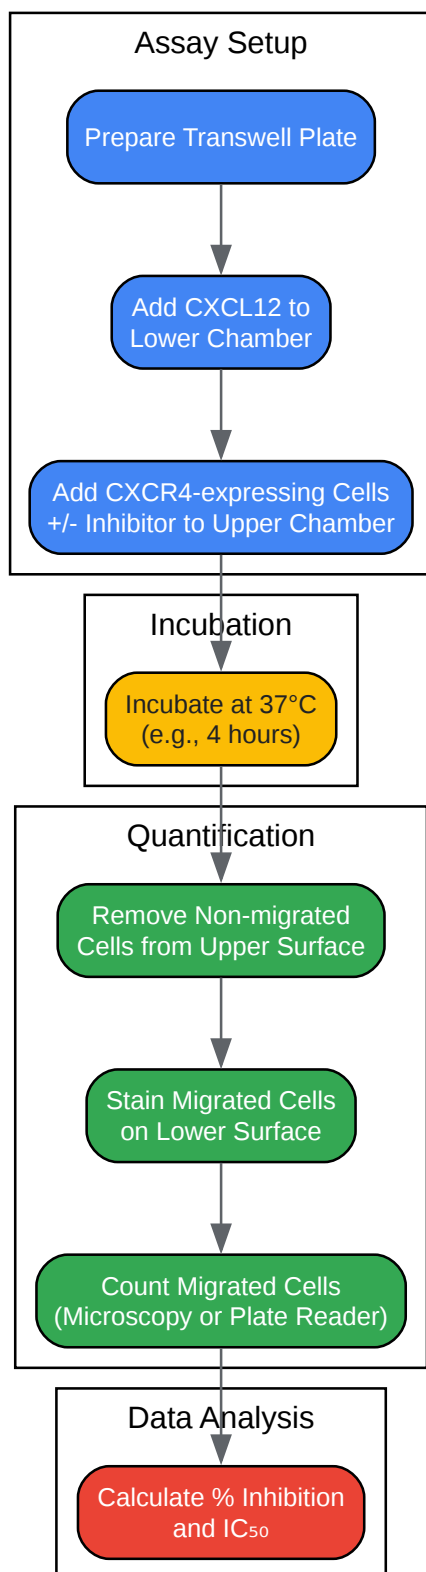 Assay Setup
Prepare Transwell Plate
Add CXCL12 to
Lower Chamber
Add CXCR4-expressing Cells
+/- Inhibitor to Upper Chamber
Incubation
Incubate at 37°C
(e.g., 4 hours)
Quantification
Remove Non-migrated
Cells from Upper Surface
Stain Migrated Cells
on Lower Surface
Count Migrated Cells
(Microscopy or Plate Reader)
Data Analysis
Calculate % Inhibition
and IC₅₀